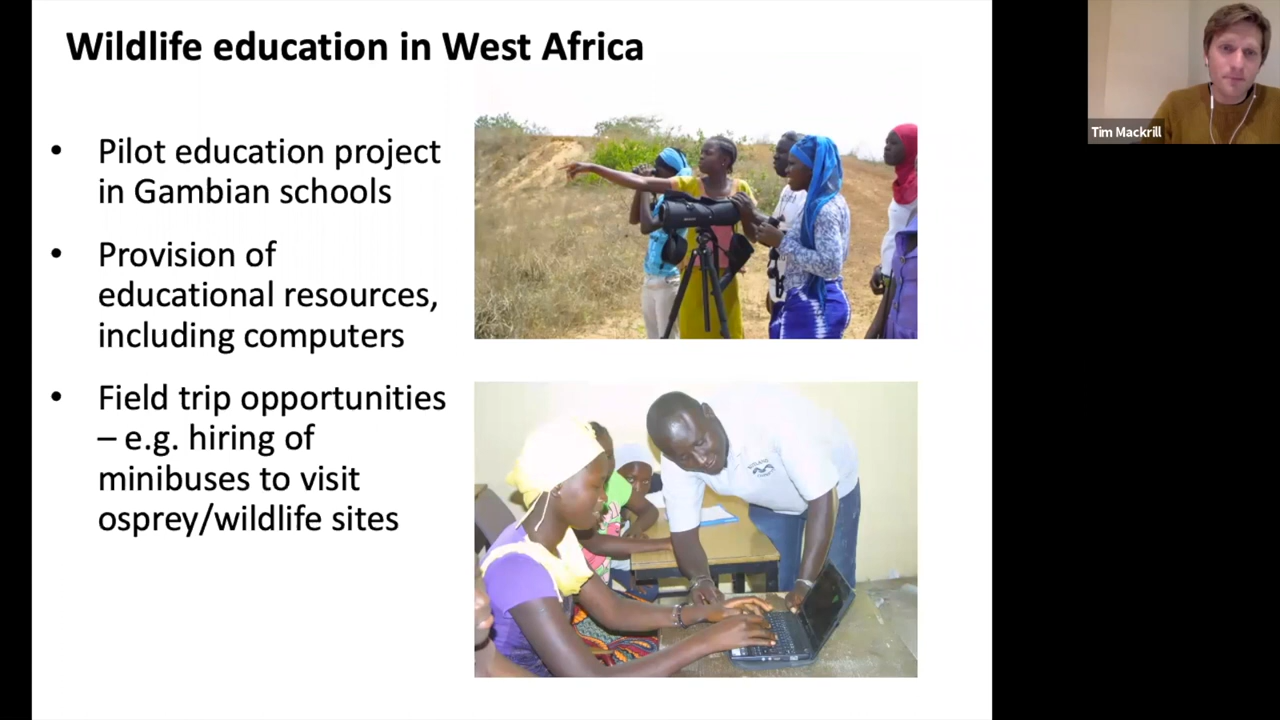 Wildlife education in West Africa
Tim Mackrill
• Pilot education project
in Gambian schools
• Provision of
educational resources,
including computers
• Field trip opportunities
– e.g. hiring of
minibuses to visit
osprey/wildlife sites